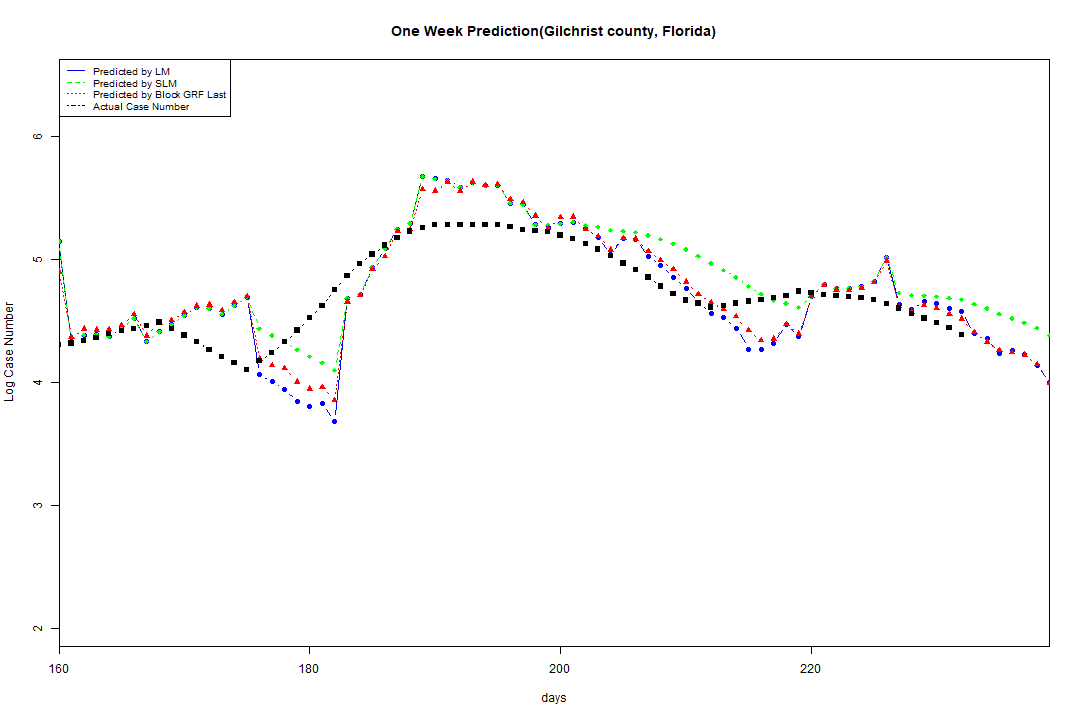 One Week Prediction(Gilchrist county, Florida)
Predicted by LM
Predicted by SLM
Predicted by Block GRF Last
Actual Case Number
6
5
4
3
2
Log Case Number
160 180 200 220
days